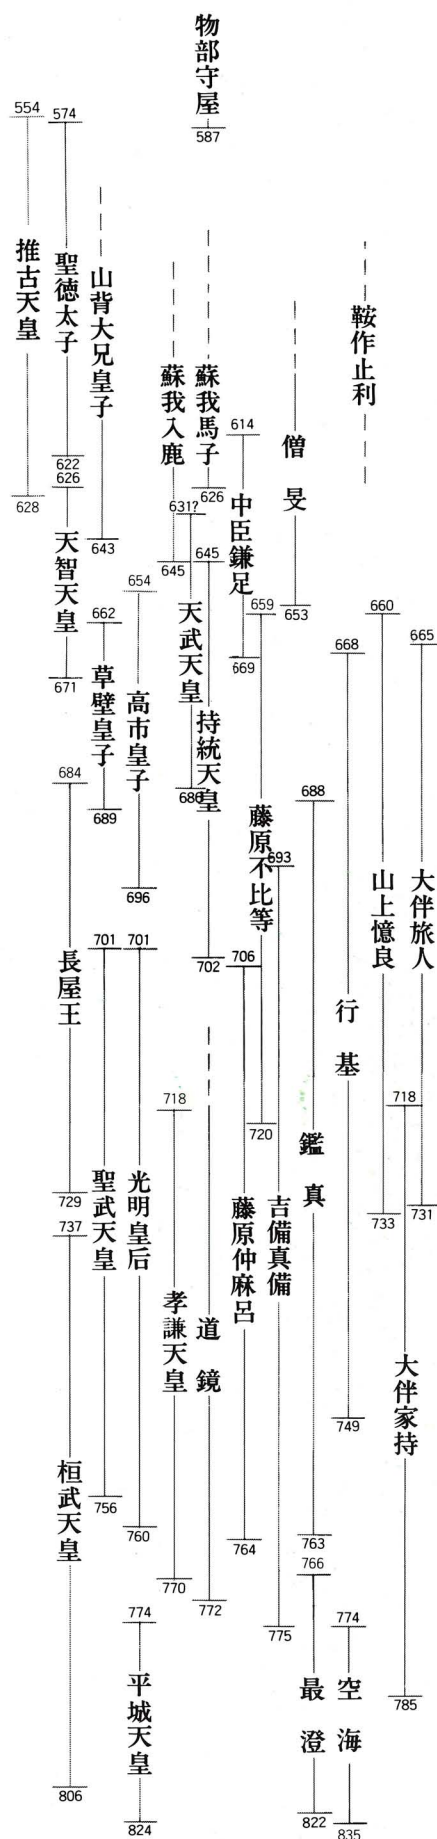 物部守屋
587
554
推古天皇
628
574
聖徳太子
622
626
天智天皇
671
684
長屋王
729
737
桓武天皇
806
山背大兄皇子
643
662
草壁皇子
689
701
聖武天皇
756
654
高市皇子
696
701
光明皇后
760
774
平城天皇
824
蘇我入鹿
645
631?
天武天皇
686
718
孝謙天皇
770
蘇我馬子
626
645
持統天皇
702
道鏡
772
614
中臣鎌足
669
706
藤原仲麻呂
764
659
藤原不比等
720
693
吉備真備
775
僧旻
653
688
鑑真
763
766
最澄
822
鞍作止利
668
行基
749
774
空海
835
660
山上憶良
733
665
大伴旅人
731
718
大伴家持
785